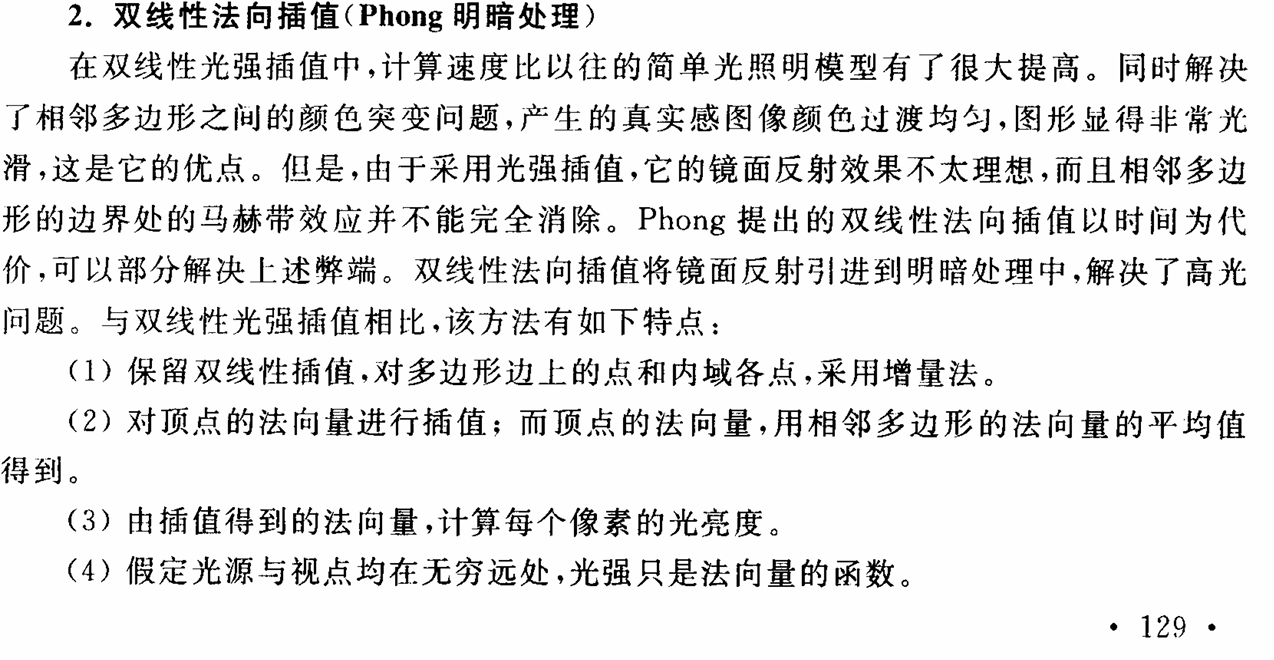 2. 双线性法向插值(Phong 明暗处理)
在双线性光强插值中,计算速度比以往的简单光照明模型有了很大提高。同时解决
了相邻多边形之间的颜色突变问题,产生的真实感图像颜色过渡均匀,图形显得非常光
滑,这是它的优点。但是,由于采用光强插值,它的镜面反射效果不太理想,而且相邻多边
形的边界处的马赫带效应并不能完全消除。Phong 提出的双线性法向插值以时间为代
价,可以部分解决上述弊端。双线性法向插值将镜面反射引进到明暗处理中,解决了高光
问题。与双线性光强插值相比,该方法有如下特点:
(1) 保留双线性插值,对多边形边上的点和内域各点,采用增量法。
(2) 对顶点的法向量进行插值;而顶点的法向量,用相邻多边形的法向量的平均值
得到。
(3) 由插值得到的法向量,计算每个像素的光亮度。
(4) 假定光源与视点均在无穷远处,光强只是法向量的函数。
· 129 ·